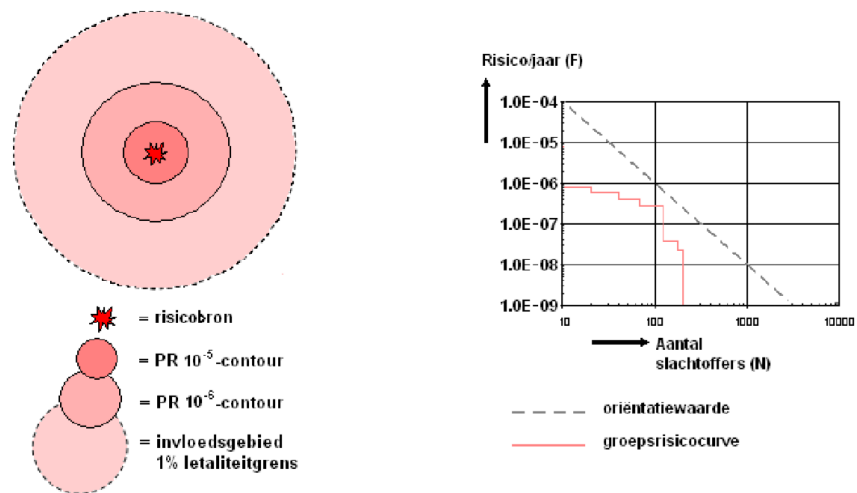 = risicobron
= PR 10⁻⁵-contour
= PR 10⁻⁶-contour
= invloedsgebied
1% letaliteitgrens
Risico/jaar (F)
1.0E-04
1.0E-05
1.0E-06
1.0E-07
1.0E-08
1.0E-09
10 100 1000 10000
Aantal
slachtoffers (N)
oriëntatiewaarde
groepsrisicocurve